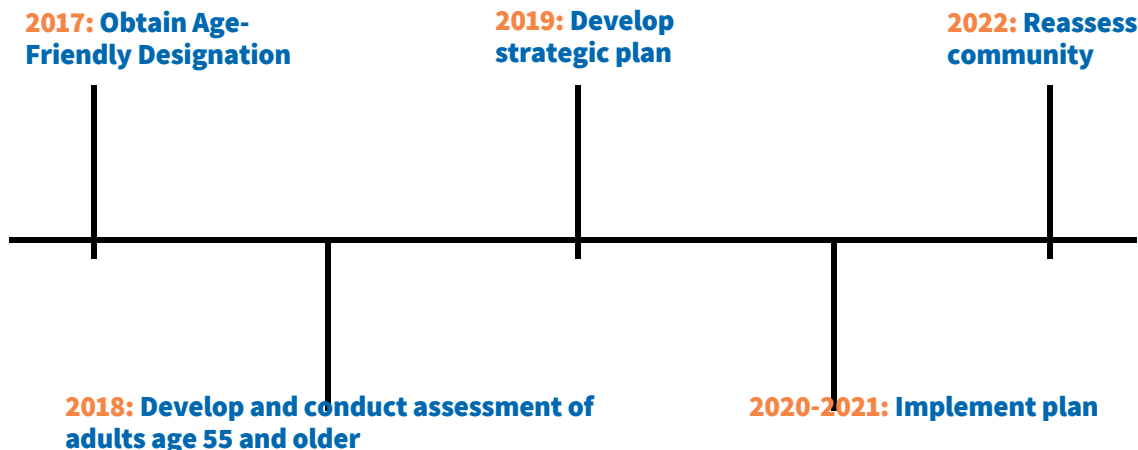 2017: Obtain Age-
Friendly Designation
2018: Develop and conduct assessment of
adults age 55 and older
2019: Develop
strategic plan
2020-2021: Implement plan
2022: Reassess
community